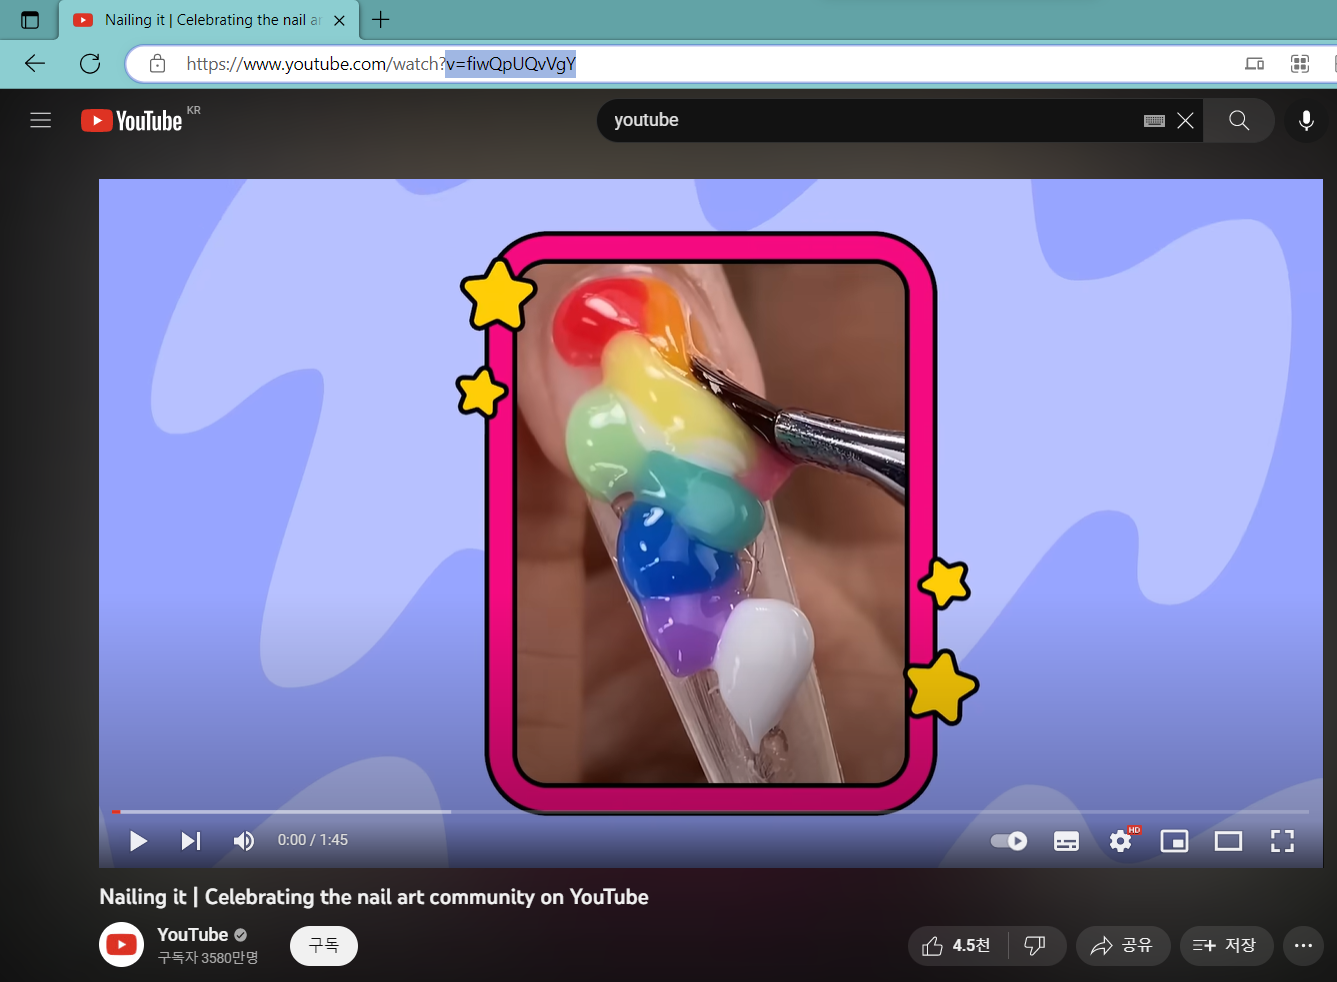 Nailing it | Celebrating the nail ar
https://www.youtube.com/watch?v=fiwQpUQvVgY
YouTube KR
youtube
0:00 / 1:45
HD
Nailing it | Celebrating the nail art community on YouTube
YouTube
구독자 3580만명
구독
4.5천
공유
저장